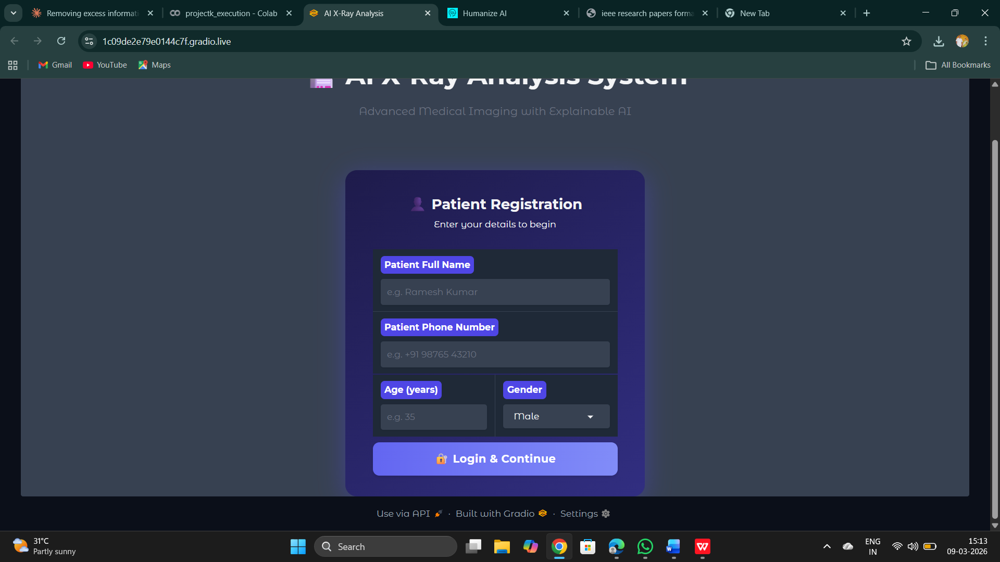 Removing excess informati
projectk_execution - Colab
AI X-Ray Analysis
Humanize AI
ieee research papers forma
New Tab
1c09de2e79e0144c7f.gradio.live
Gmail
YouTube
Maps
All Bookmarks
AI X-Ray Analysis System
Advanced Medical Imaging with Explainable AI
Patient Registration
Enter your details to begin
Patient Full Name
e.g. Ramesh Kumar
Patient Phone Number
e.g. +91 98765 43210
Age (years)
Gender
e.g. 35
Male
Login & Continue
Use via API · Built with Gradio · Settings
31°C
Partly sunny
Search
ENG
IN
15:13
09-03-2026